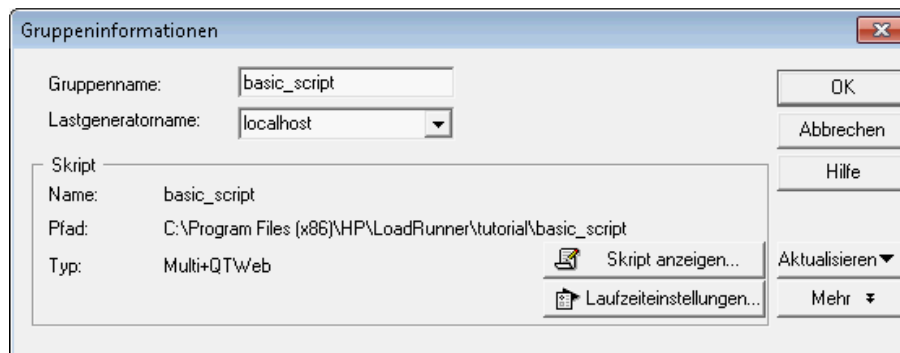 Gruppeninformationen
Gruppenname: basic_script
OK
Lastgeneratorname: localhost
Abbrechen
Hilfe
Skript
Name: basic_script
Pfad: C:\Program Files (x86)\HP\LoadRunner\tutorial\basic_script
Typ: Multi+QTWeb
Skript anzeigen...
Aktualisieren
Laufzeiteinstellungen...
Mehr